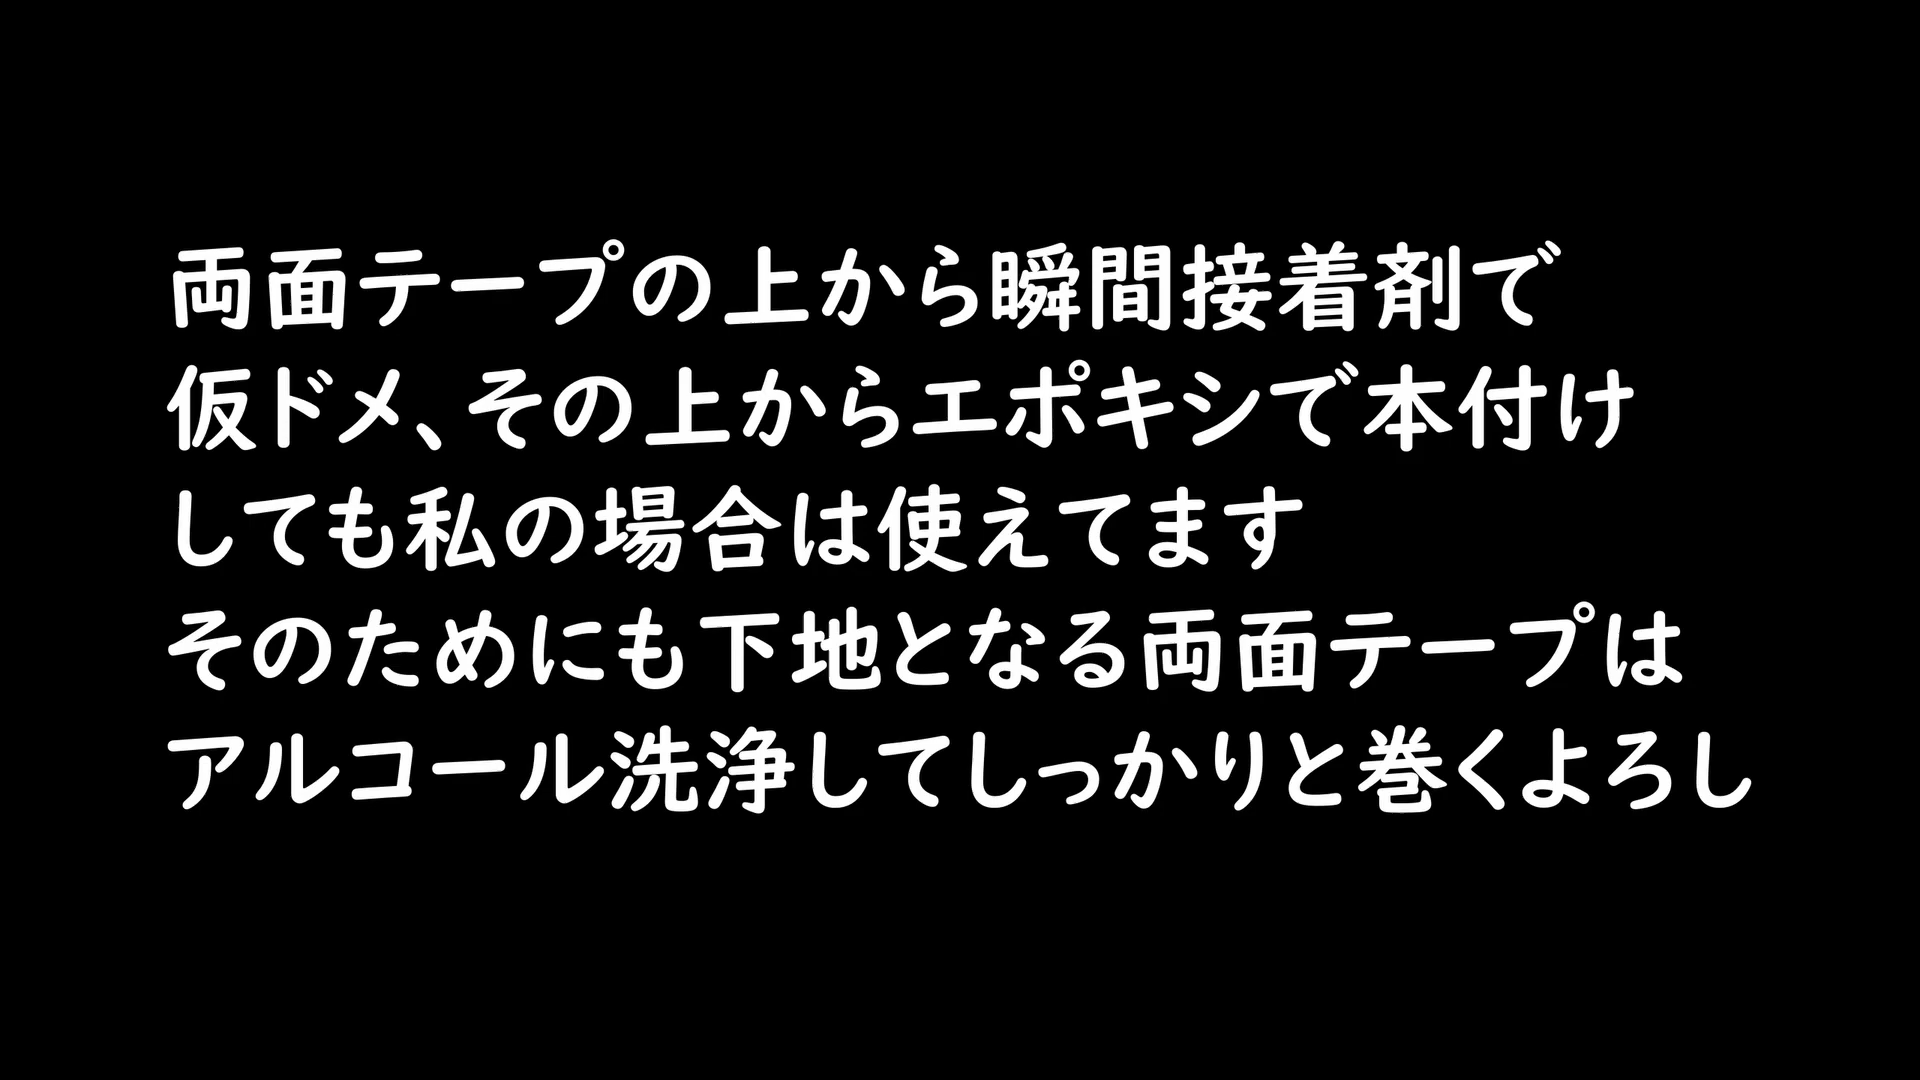 両面テープの上から瞬間接着剤で
仮ドメ、その上からエポキシで本付け
しても私の場合は使えてます
そのためにも下地となる両面テープは
アルコール洗浄してしっかりと巻くよろし